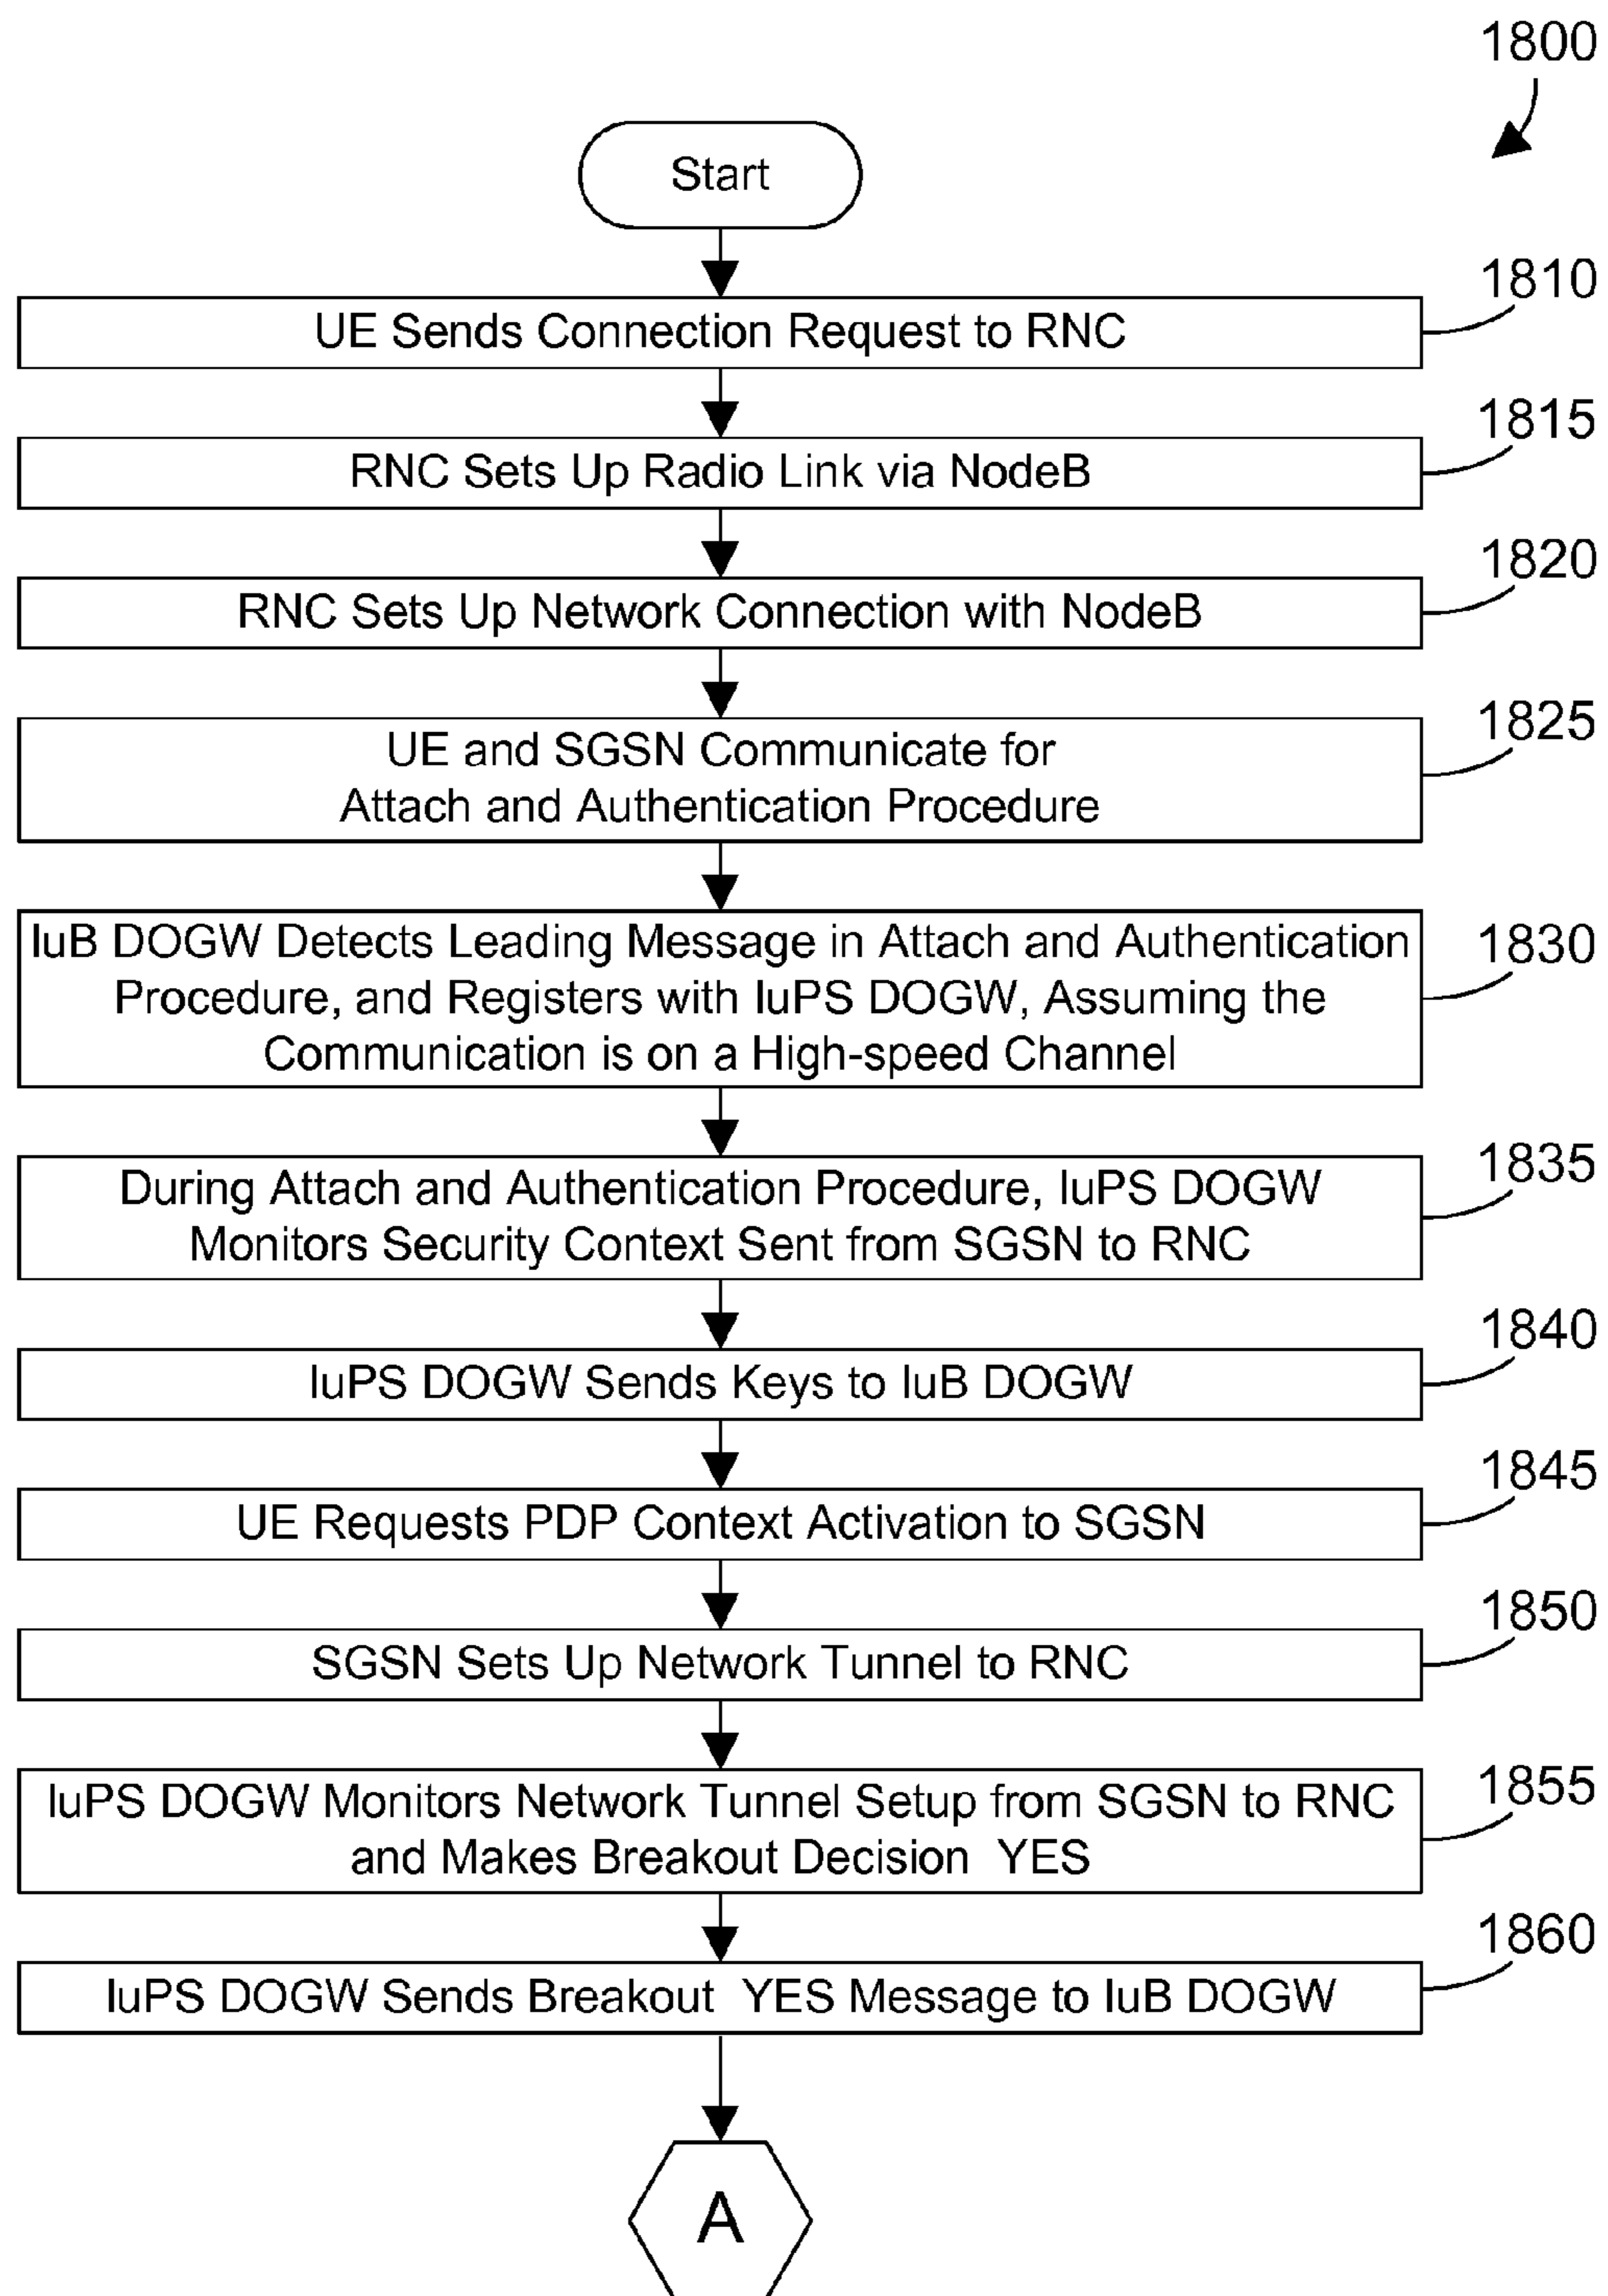 1800
Start
1810
UE Sends Connection Request to RNC
1815
RNC Sets Up Radio Link via NodeB
1820
RNC Sets Up Network Connection with NodeB
1825
UE and SGSN Communicate for
Attach and Authentication Procedure
1830
IuB DOGW Detects Leading Message in Attach and Authentication
Procedure, and Registers with IuPS DOGW, Assuming the
Communication is on a High-speed Channel
1835
During Attach and Authentication Procedure, IuPS DOGW
Monitors Security Context Sent from SGSN to RNC
1840
IuPS DOGW Sends Keys to IuB DOGW
1845
UE Requests PDP Context Activation to SGSN
1850
SGSN Sets Up Network Tunnel to RNC
1855
IuPS DOGW Monitors Network Tunnel Setup from SGSN to RNC
and Makes Breakout Decision YES
1860
IuPS DOGW Sends Breakout YES Message to IuB DOGW
A